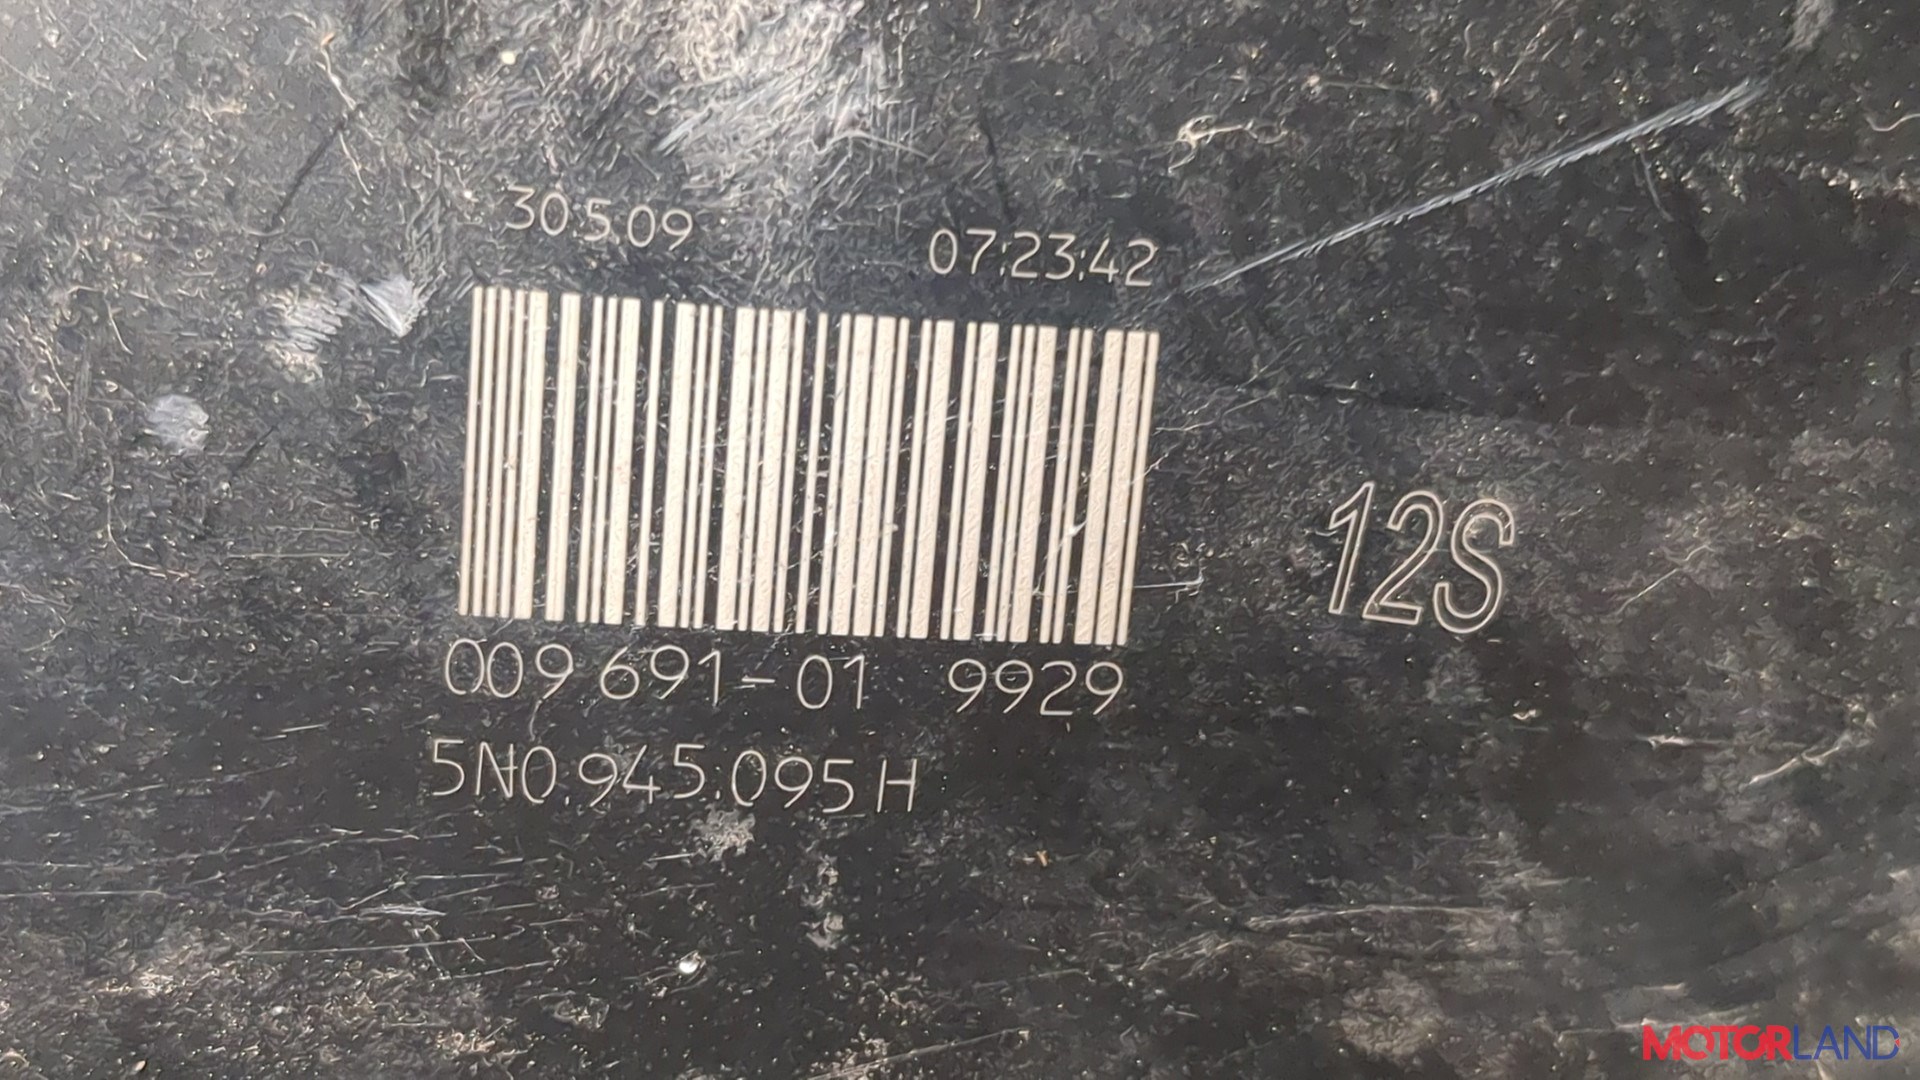 30.5.09 07:23:42
12S
009 691-01 9929
5N0.945.095 H
MOTORLAND